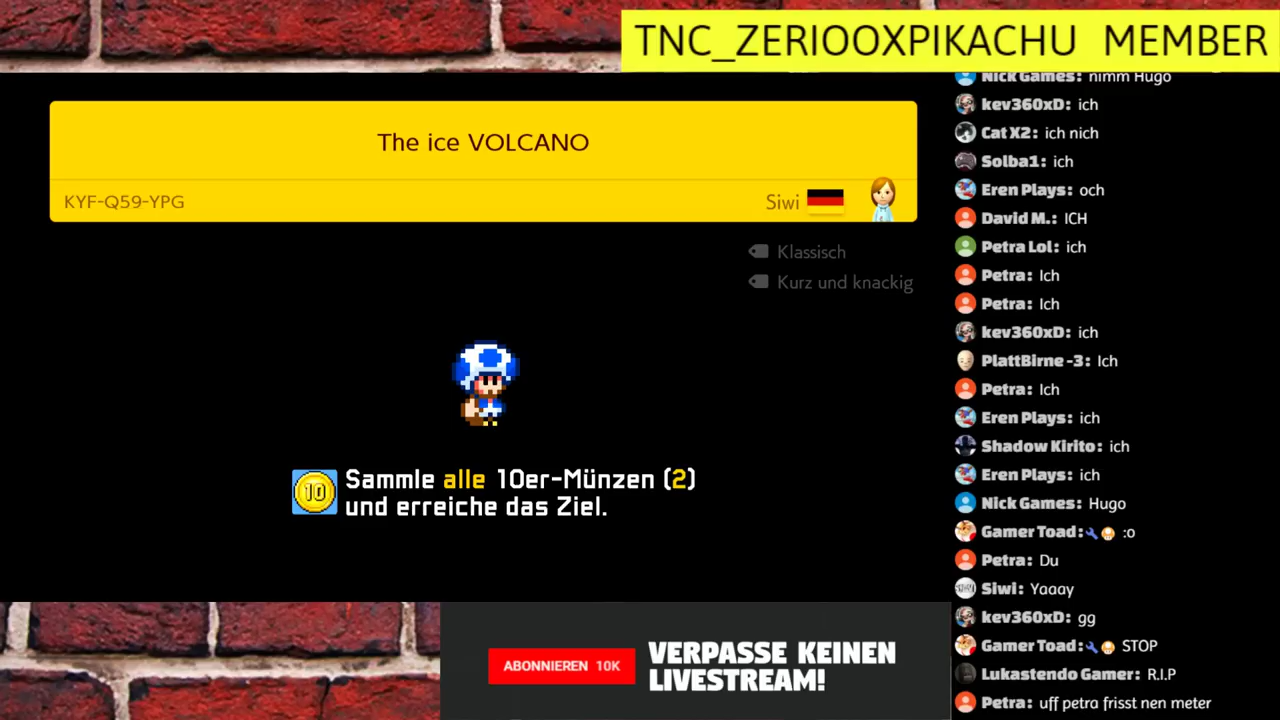 TNC_ZERIOOXPIKACHU MEMBER
The ice VOLCANO
KYF-Q59-YPG
Siwi
Klassisch
Kurz und knackig
10
Sammle alle 10er-Münzen (2)
und erreiche das Ziel.
ABONNIEREN 10K
VERPASSE KEINEN
LIVESTREAM!
Nick Games: nimm Hugo
kev360xD: ich
Cat X2: ich nich
Solba1: ich
Eren Plays: och
David M.: ICH
Petra Lol: ich
Petra: Ich
Petra: Ich
kev360xD: ich
PlattBirne -3: Ich
Petra: Ich
Eren Plays: ich
Shadow Kirito: ich
Eren Plays: ich
Nick Games: Hugo
Gamer Toad: :o
Petra: Du
Siwi: Yaaay
kev360xD: gg
Gamer Toad: STOP
Lukastendo Gamer: R.I.P
Petra: uff petra frisst nen meter